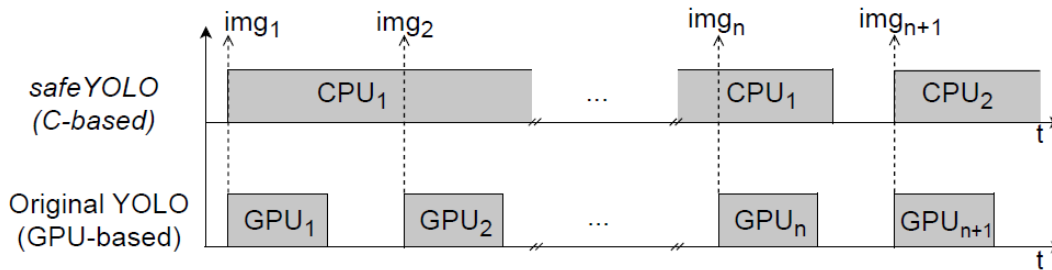 img1 img2 imgn imgn+1
safeYOLO
(C-based)
CPU1 ... CPU1 CPU2
t
Original YOLO
(GPU-based)
GPU1 GPU2 ... GPUn GPUn+1
t